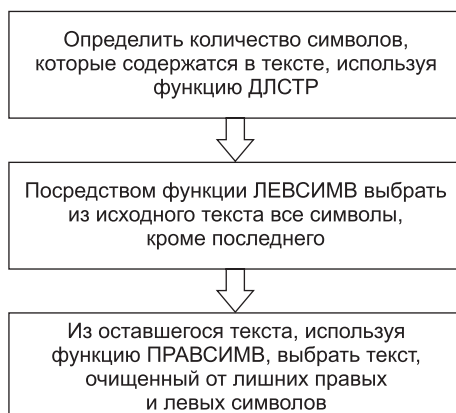 Определить количество символов,
которые содержатся в тексте, используя
функцию ДЛСТР
Посредством функции ЛЕВСИМВ выбрать
из исходного текста все символы,
кроме последнего
Из оставшегося текста, используя
функцию ПРАВСИМВ, выбрать текст,
очищенный от лишних правых
и левых символов